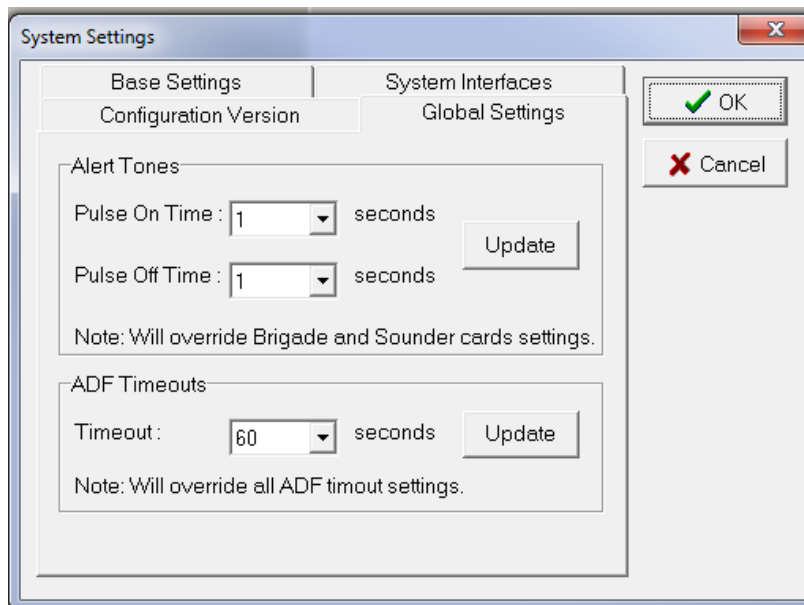 System Settings
Base Settings
System Interfaces
Configuration Version
Global Settings
OK
Cancel
Alert Tones
Pulse On Time : 1 seconds
Update
Pulse Off Time : 1 seconds
Note: Will override Brigade and Sounder cards settings.
ADF Timeouts
Timeout : 60 seconds Update
Note: Will override all ADF timout settings.